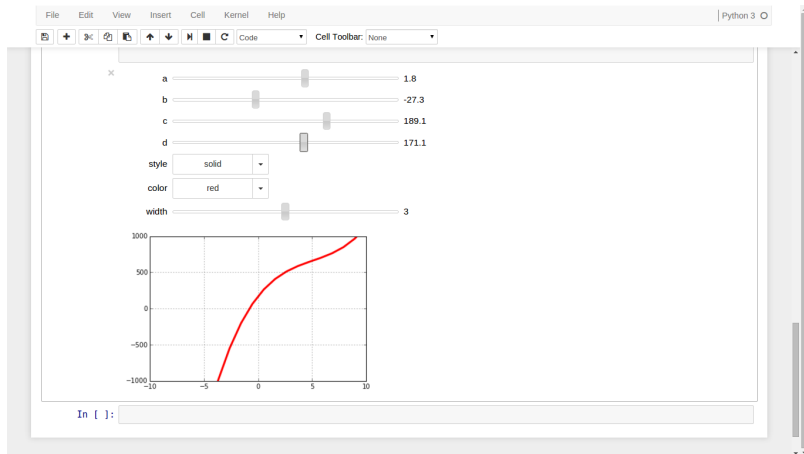 File Edit View Insert Cell Kernel Help Python 3
Code Cell Toolbar: None
a 1.8
b -27.3
c 189.1
d 171.1
style solid
color red
width 3
1000
500
0
−500
−1000
−10 −5 0 5 10
In [ ]: